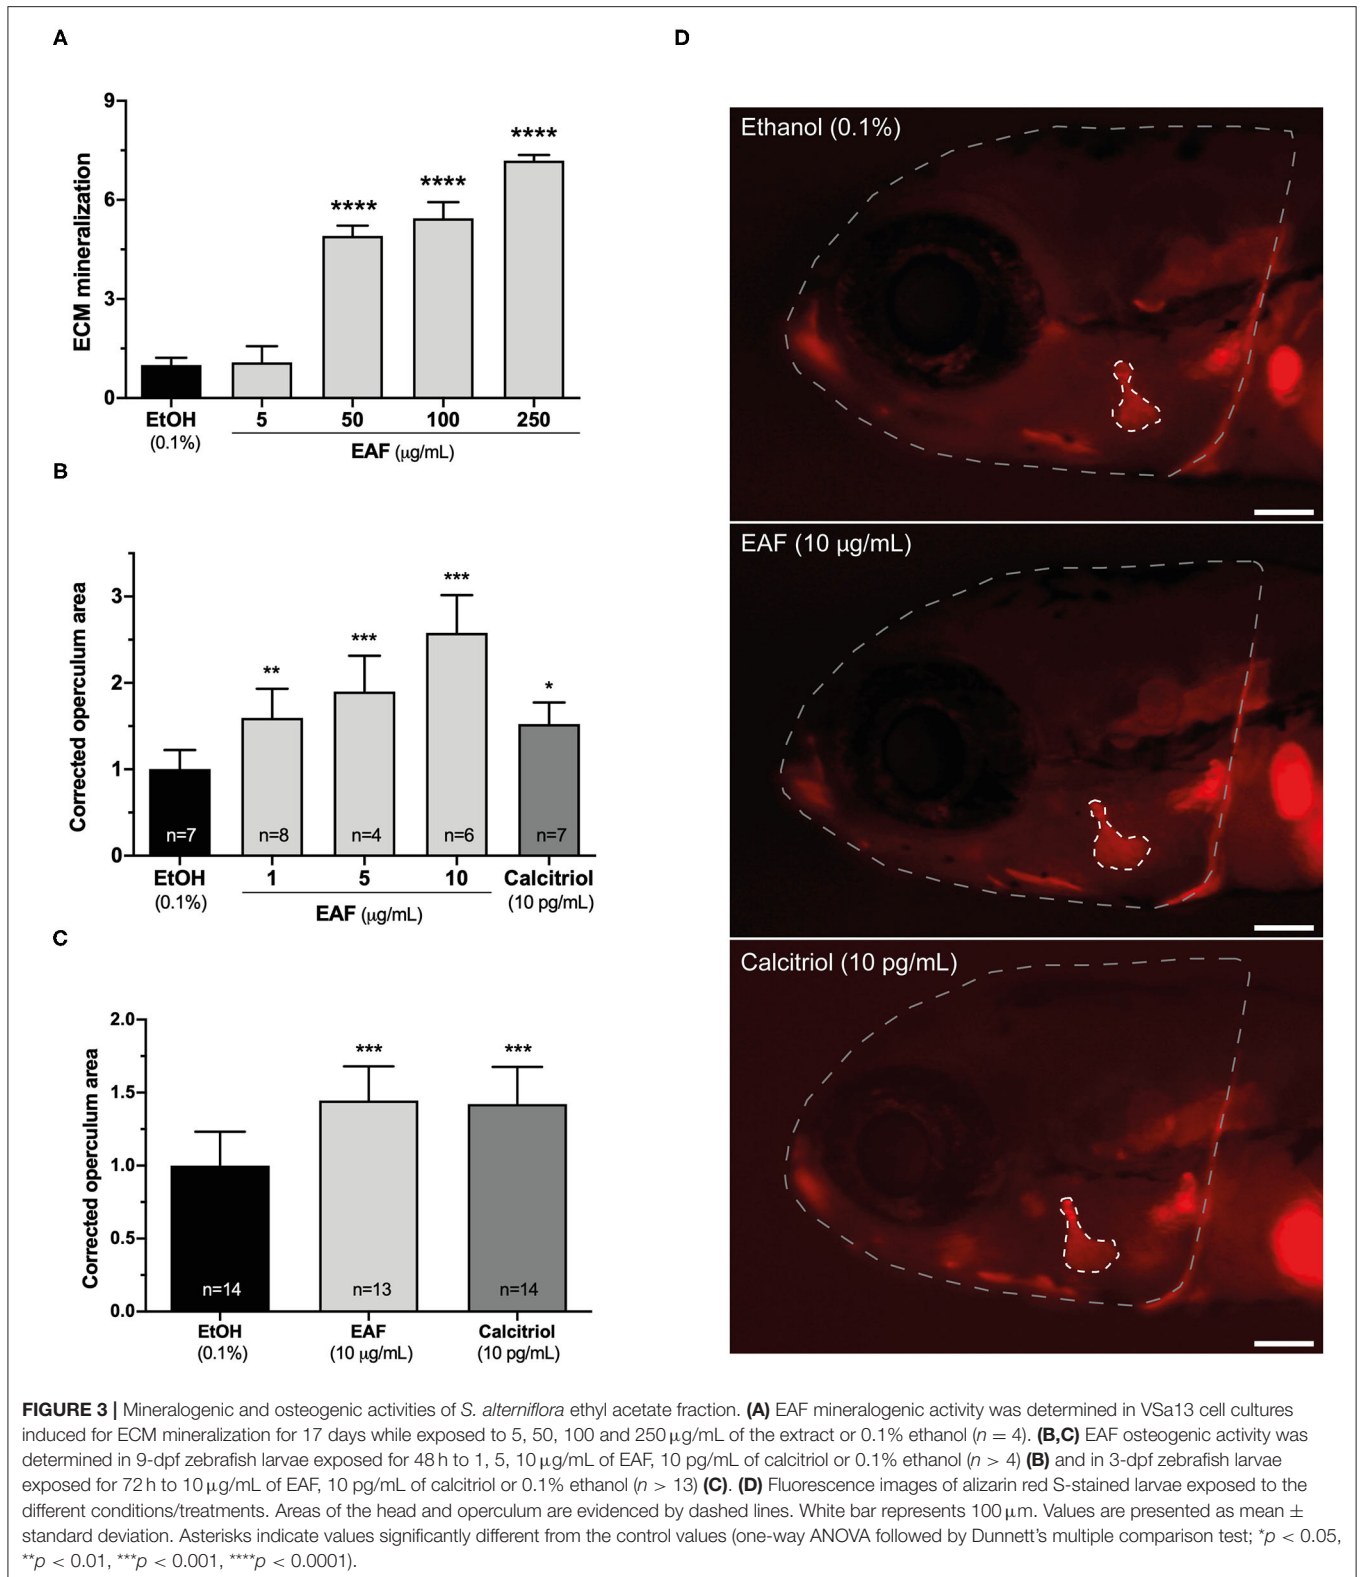 A
ECM mineralization
9
6
3
0
****
****
****
EtOH
(0.1%)
5
50
100
250
EAF (μg/mL)
B
Corrected operculum area
3
2
1
0
**
***
***
*
n=7
n=8
n=4
n=6
n=7
EtOH
(0.1%)
1
5
10
Calcitriol
(10 pg/mL)
EAF (μg/mL)
C
Corrected operculum area
2.0
1.5
1.0
0.5
0.0
***
***
n=14
n=13
n=14
EtOH
(0.1%)
EAF
(10 μg/mL)
Calcitriol
(10 pg/mL)
D
Ethanol (0.1%)
EAF (10 μg/mL)
Calcitriol (10 pg/mL)
FIGURE 3 | Mineralogenic and osteogenic activities of S. alterniflora ethyl acetate fraction. (A) EAF mineralogenic activity was determined in VSa13 cell cultures
induced for ECM mineralization for 17 days while exposed to 5, 50, 100 and 250 μg/mL of the extract or 0.1% ethanol (n = 4). (B,C) EAF osteogenic activity was
determined in 9-dpf zebrafish larvae exposed for 48 h to 1, 5, 10 μg/mL of EAF, 10 pg/mL of calcitriol or 0.1% ethanol (n > 4) (B) and in 3-dpf zebrafish larvae
exposed for 72 h to 10 μg/mL of EAF, 10 pg/mL of calcitriol or 0.1% ethanol (n > 13) (C). (D) Fluorescence images of alizarin red S-stained larvae exposed to the
different conditions/treatments. Areas of the head and operculum are evidenced by dashed lines. White bar represents 100 μm. Values are presented as mean ±
standard deviation. Asterisks indicate values significantly different from the control values (one-way ANOVA followed by Dunnett's multiple comparison test; *p < 0.05,
**p < 0.01, ***p < 0.001, ****p < 0.0001).